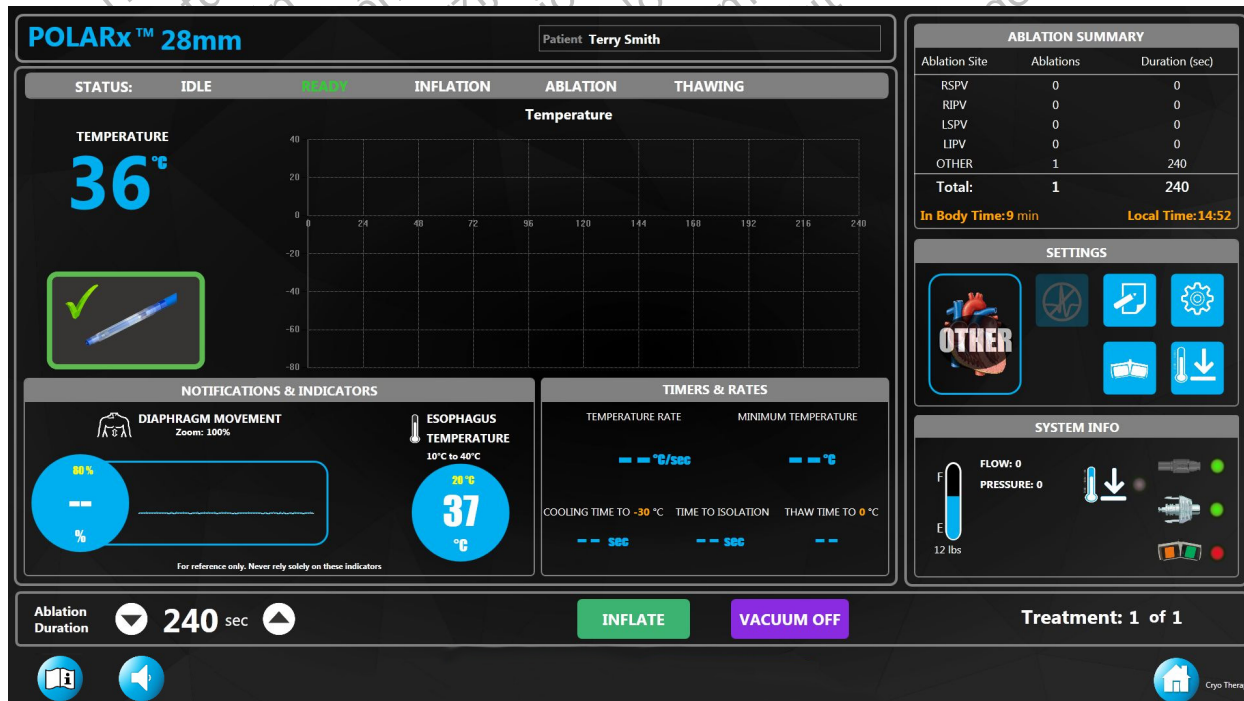 POLARx™ 28mm
Patient Terry Smith
STATUS: IDLE READY INFLATION ABLATION THAWING
Temperature
TEMPERATURE
36 °C
40
20
0
0 24 48 72 96 120 144 168 192 216 240
-20
-40
-60
-80
NOTIFICATIONS & INDICATORS
DIAPHRAGM MOVEMENT
Zoom: 100%
80 %
--
%
ESOPHAGUS
TEMPERATURE
10°C to 40°C
20 °C
37
°C
For reference only. Never rely solely on these indicators
TIMERS & RATES
TEMPERATURE RATE MINIMUM TEMPERATURE
-- °C/sec -- °C
COOLING TIME TO -30 °C TIME TO ISOLATION THAW TIME TO 0 °C
-- sec -- sec --
ABLATION SUMMARY
Ablation Site Ablations Duration (sec)
RSPV 0 0
RIPV 0 0
LSPV 0 0
LIPV 0 0
OTHER 1 240
Total: 1 240
In Body Time:9 min Local Time:14:52
SETTINGS
OTHER
SYSTEM INFO
F
E
12 lbs
FLOW: 0
PRESSURE: 0
Ablation
Duration
240 sec
INFLATE
VACUUM OFF
Treatment: 1 of 1
i
Cryo Thera